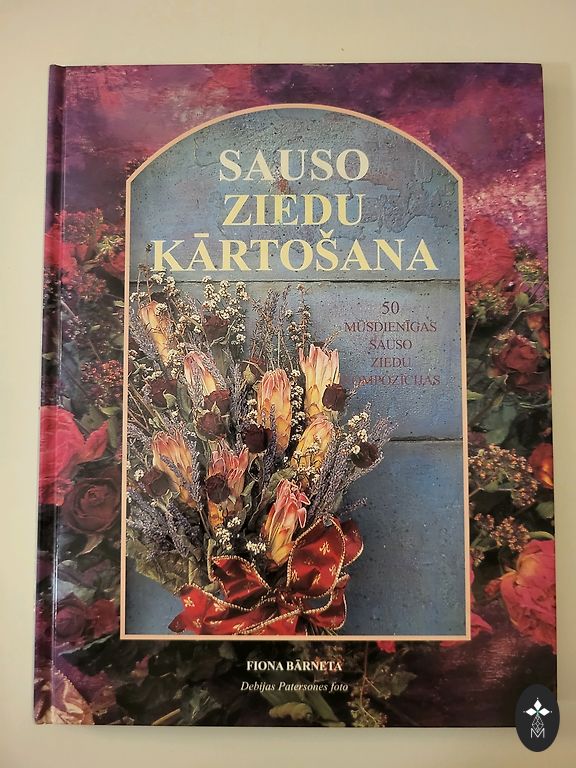 SAUSO
ZIEDU
KĀRTOŠANA
50
MŪSDIENĪGAS
SAUSO
ZIEDU
KOMPOZĪCIJAS
FIONA BĀRNETA
Debijas Patersones foto
M